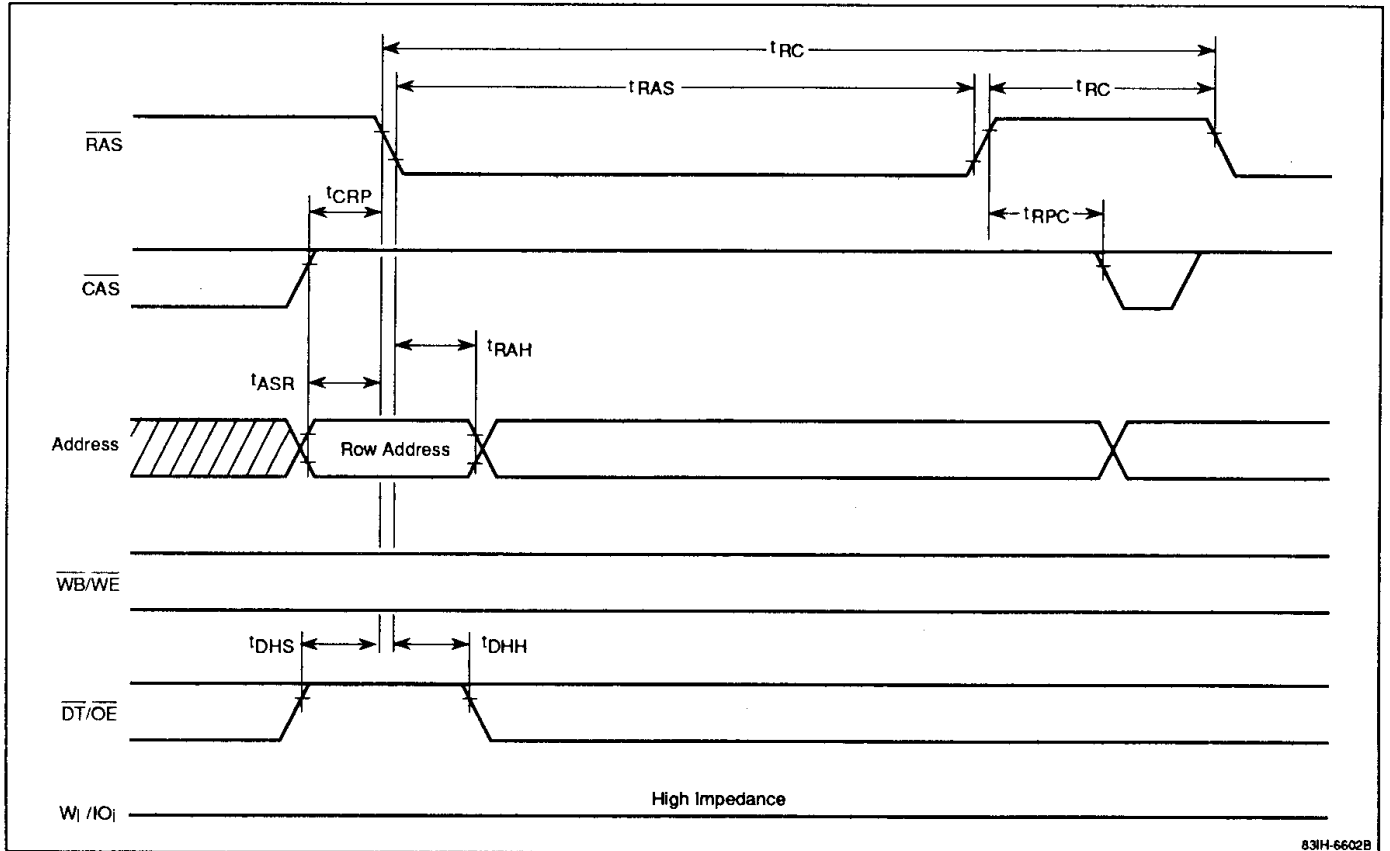 tRC
tRAS
tRC
RAS
tCRP
tRPC
CAS
tRAH
tASR
Address
Row Address
WB/WE
tDHS
tDHH
DT/OE
High Impedance
Wi /IOi
83IH-6602B